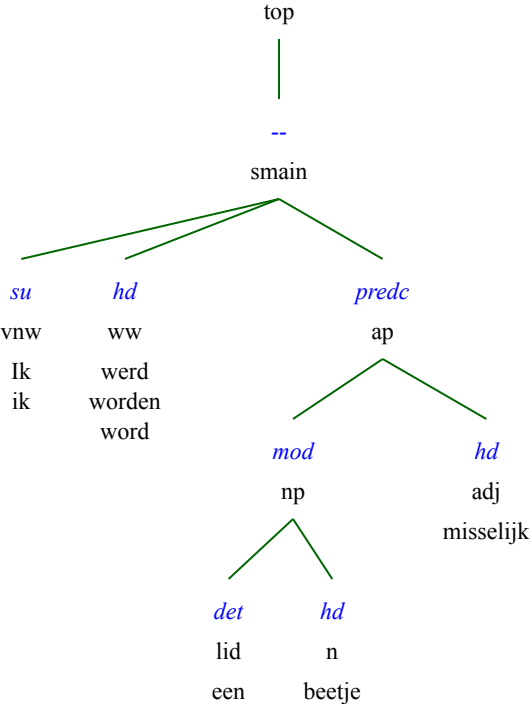 top
--
smain
su hd predc
vnw ww ap
Ik werd
ik worden
word
mod hd
np adj
misselijk
det hd
lid n
een beetje